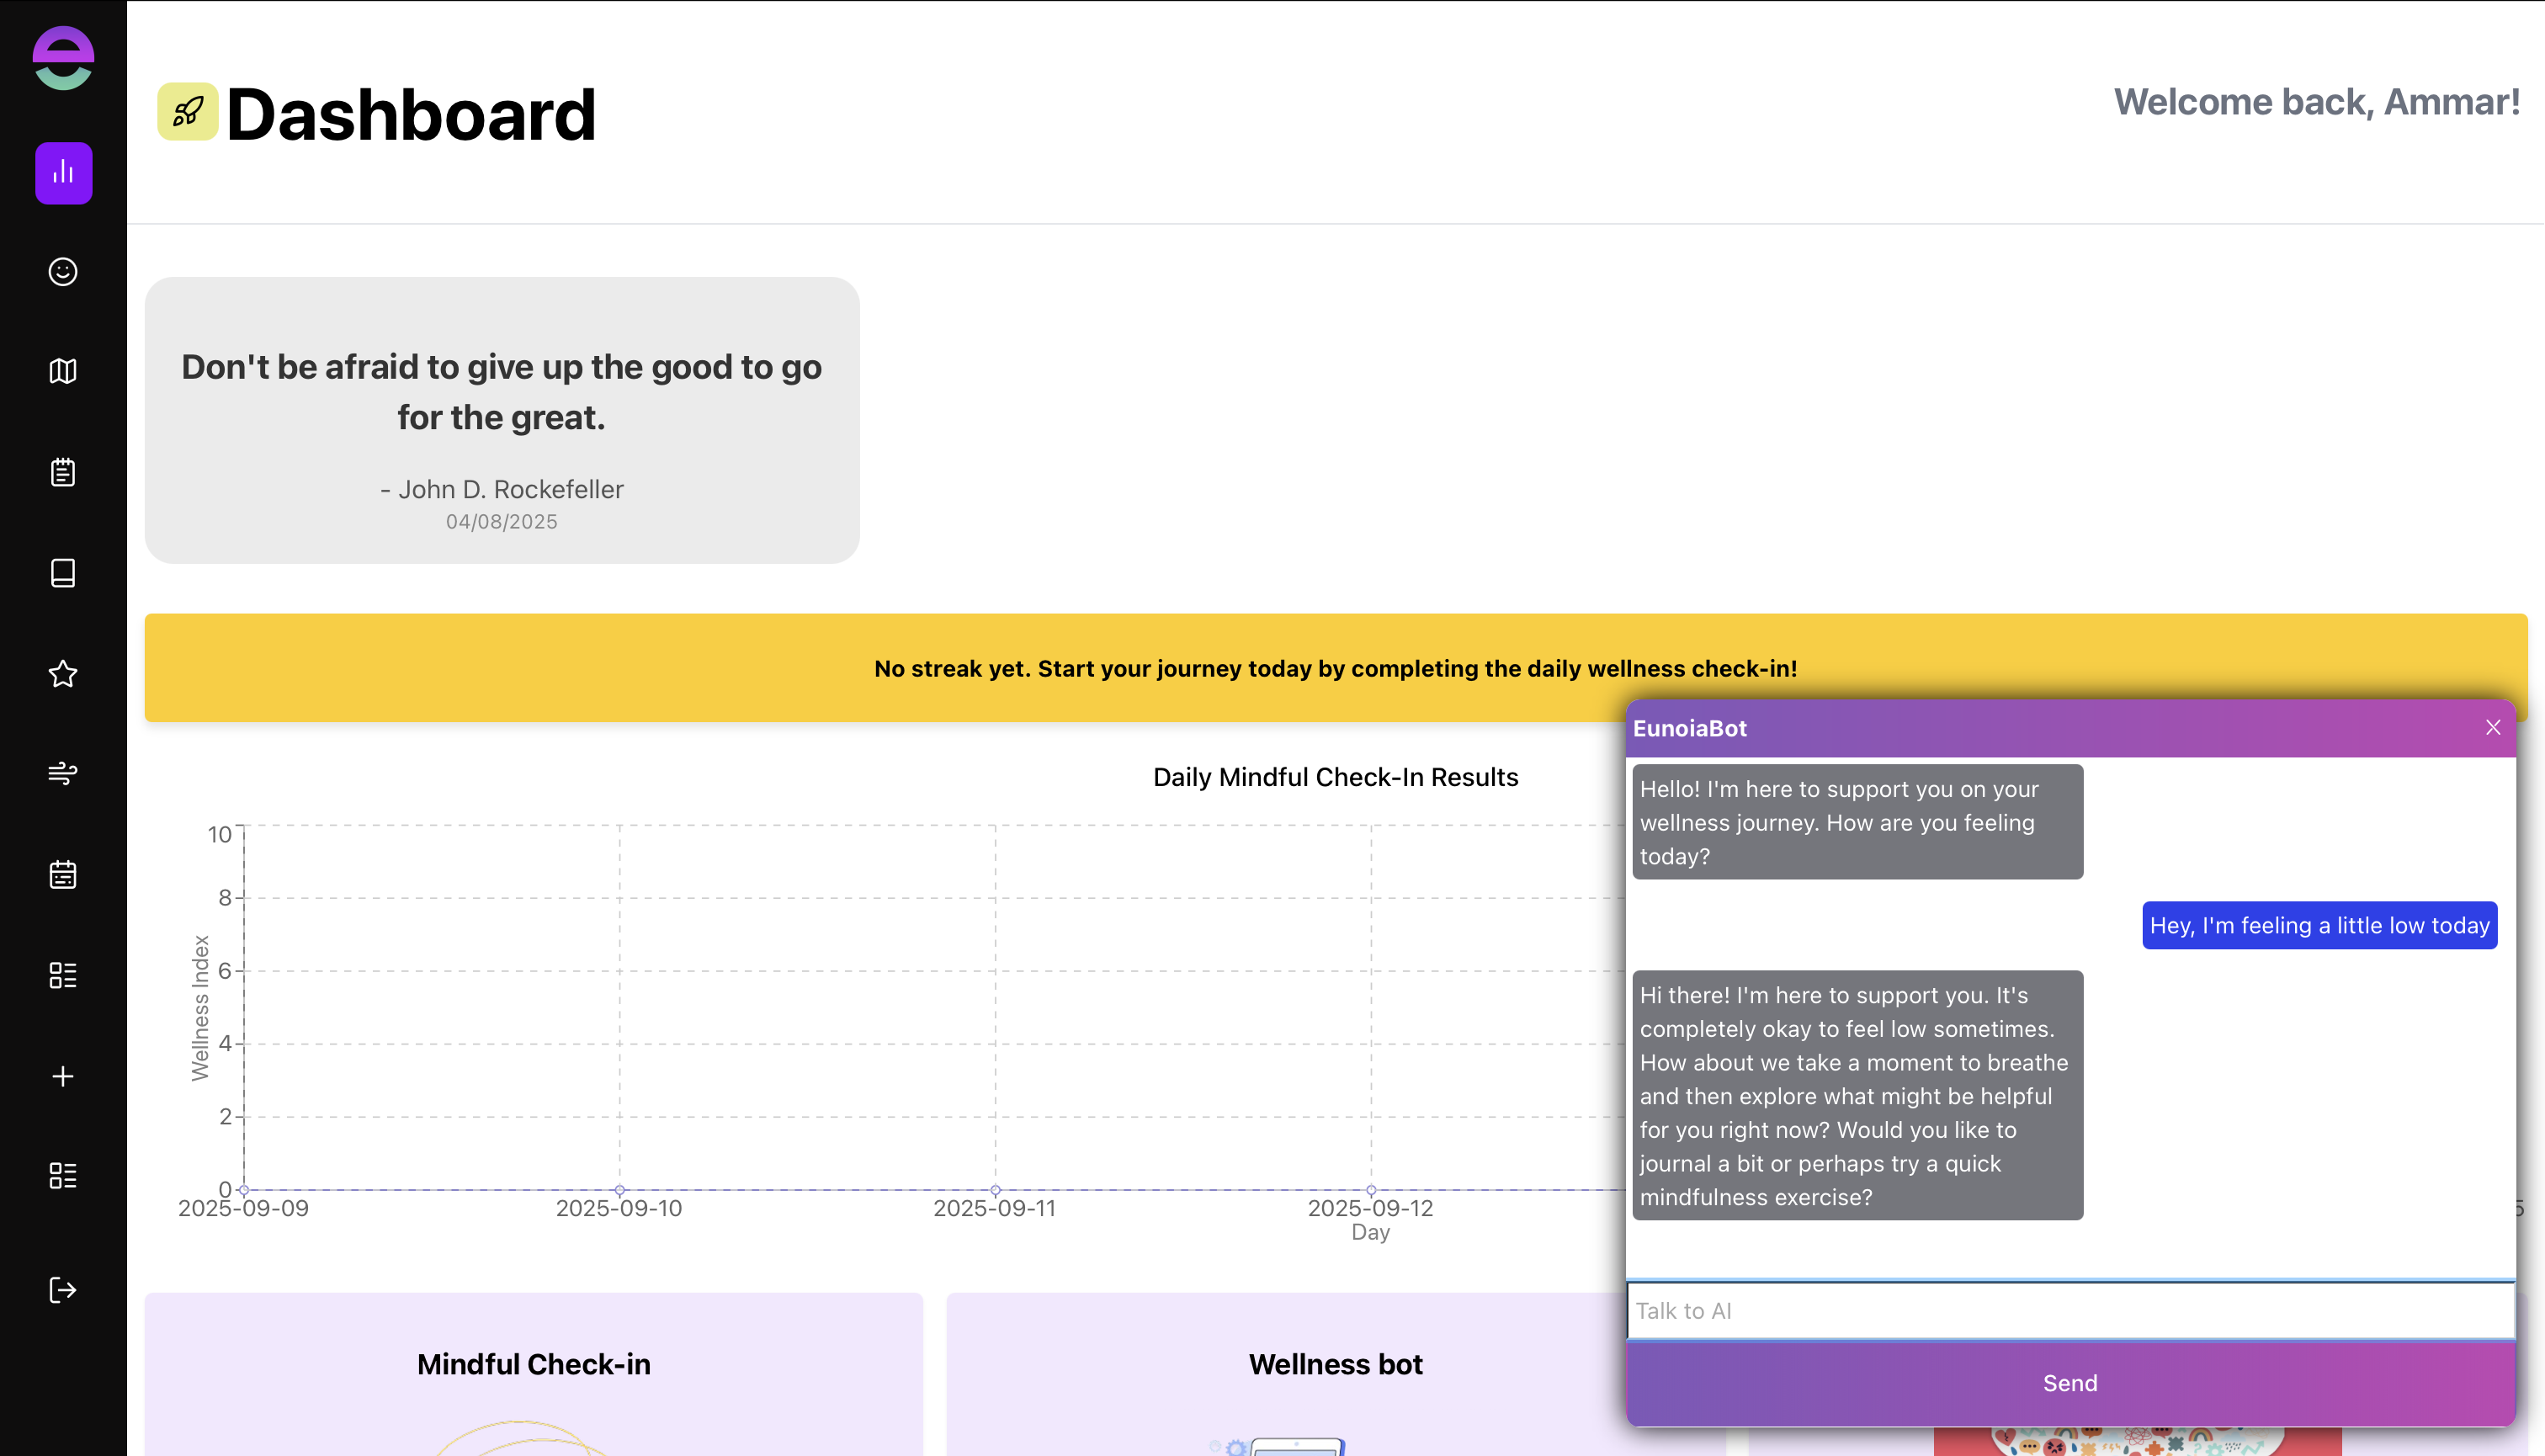 Dashboard
Welcome back, Ammar!
Don't be afraid to give up the good to go
for the great.
- John D. Rockefeller
04/08/2025
No streak yet. Start your journey today by completing the daily wellness check-in!
Daily Mindful Check-In Results
10
8
6
4
2
0
Wellness Index
2025-09-09
2025-09-10
2025-09-11
2025-09-12
5
Day
Mindful Check-in
Wellness bot
EunoiaBot
Hello! I'm here to support you on your
wellness journey. How are you feeling
today?
Hey, I'm feeling a little low today
Hi there! I'm here to support you. It's
completely okay to feel low sometimes.
How about we take a moment to breathe
and then explore what might be helpful
for you right now? Would you like to
journal a bit or perhaps try a quick
mindfulness exercise?
Talk to AI
Send